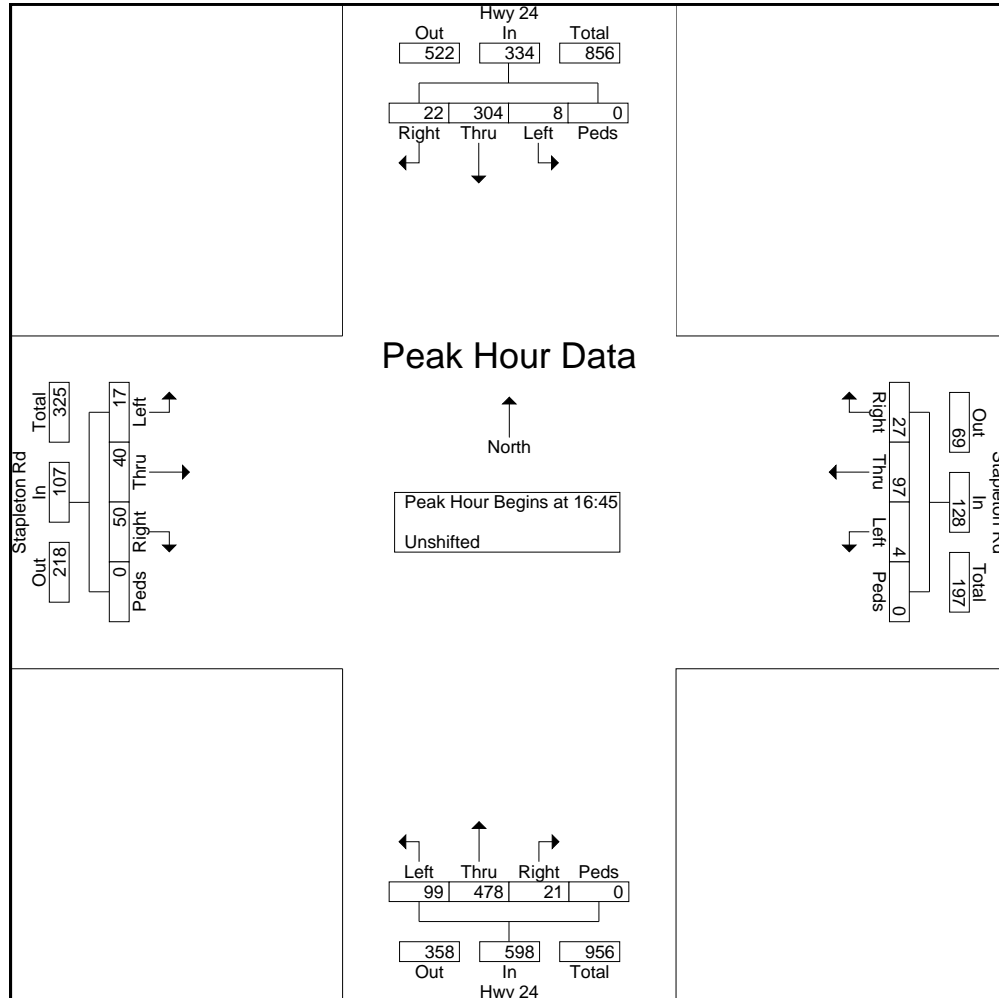 Hwy 24
Out In Total
522 334 856
22 304 8 0
Right Thru Left Peds
Peak Hour Data
North
Peak Hour Begins at 16:45
Unshifted
Stapleton Rd
Out In Total
218 107 325
Left Thru Right Peds
17 40 50 0
Stapleton Rd
Out In Total
69 128 197
Right Thru Left Peds
27 97 4 0
Left Thru Right Peds
99 478 21 0
358 598 956
Out In Total
Hwy 24